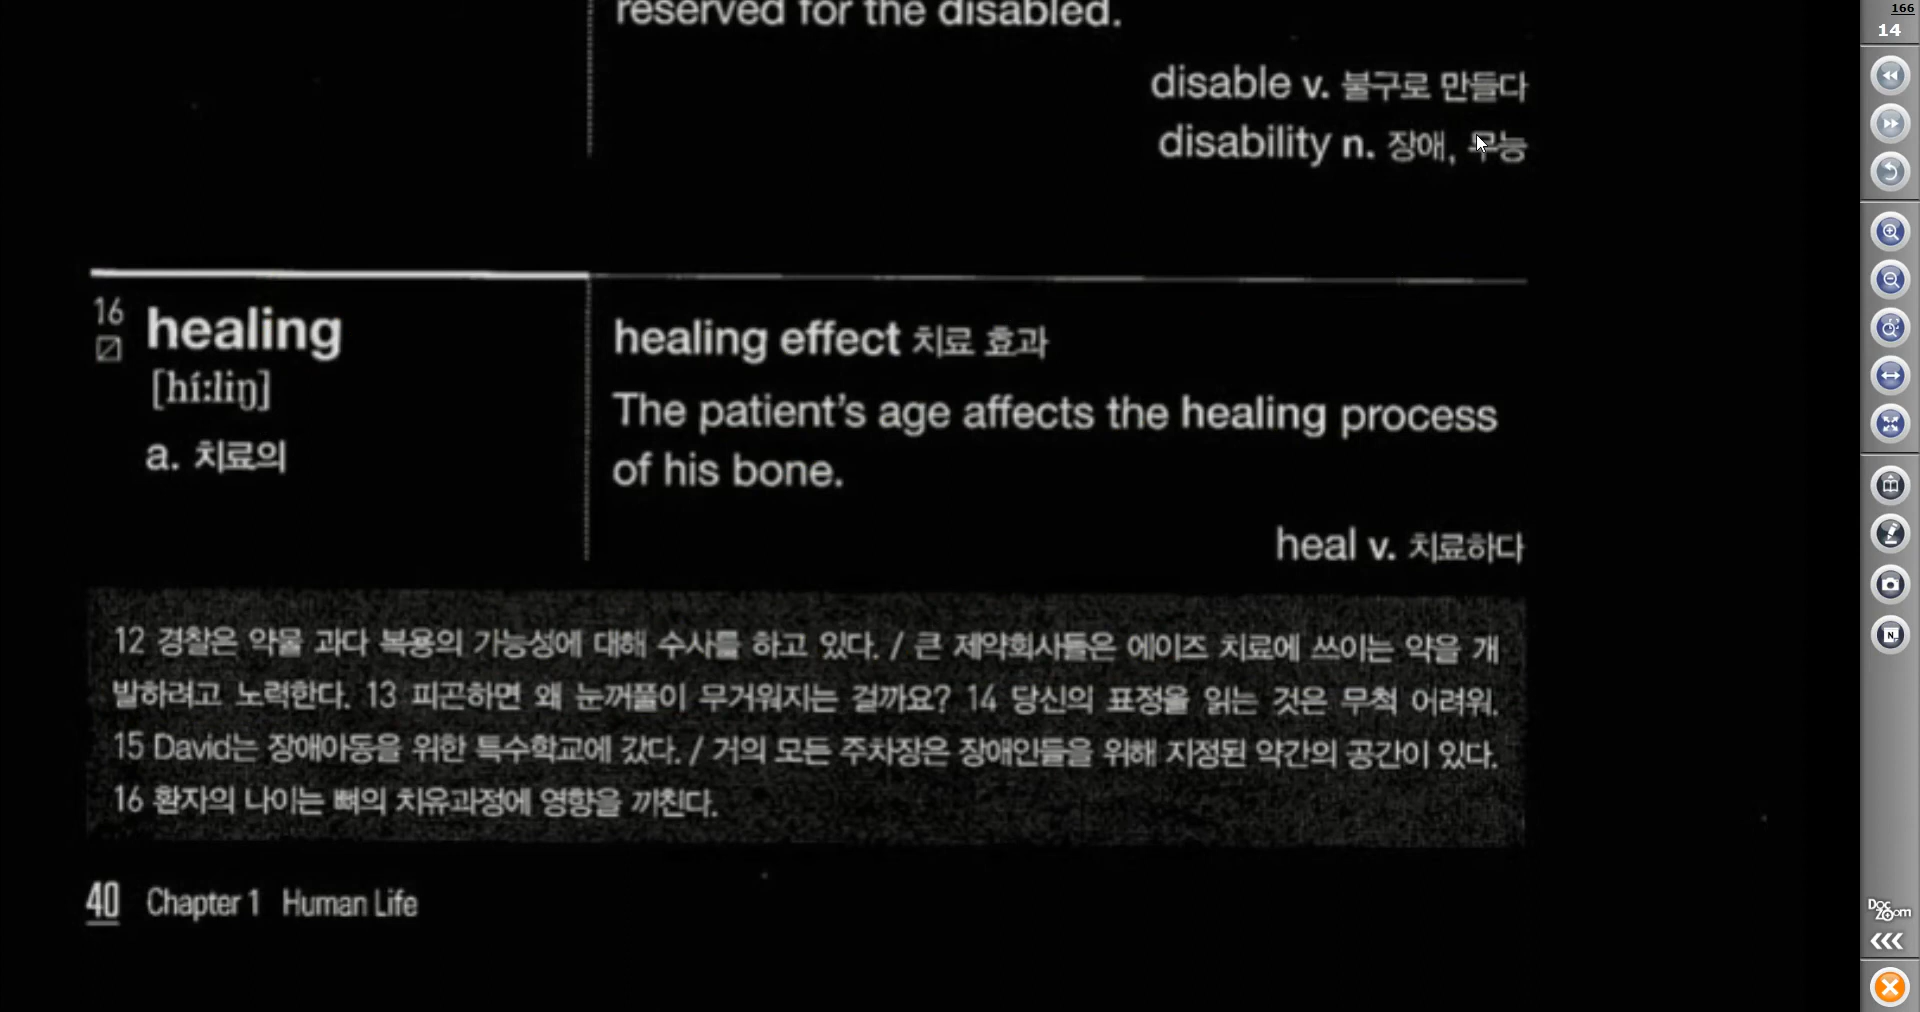 reserved for the disabled.
disable v. 불구로 만들다
disability n. 장애, 무능
16
healing
[híːliŋ]
a. 치료의
healing effect 치료 효과
The patient's age affects the healing process
of his bone.
heal v. 치료하다
12 경찰은 약물 과다 복용의 가능성에 대해 수사를 하고 있다. / 큰 제약회사들은 에이즈 치료에 쓰이는 약을 개
발하려고 노력한다. 13 피곤하면 왜 눈꺼풀이 무거워지는 걸까요? 14 당신의 표정을 읽는 것은 무척 어려워.
15 David는 장애아동을 위한 특수학교에 갔다. / 거의 모든 주차장은 장애인들을 위해 지정된 약간의 공간이 있다.
16 환자의 나이는 뼈의 치유과정에 영향을 끼친다.
40 Chapter 1 Human Life
166
14
N
Doc
Zoom